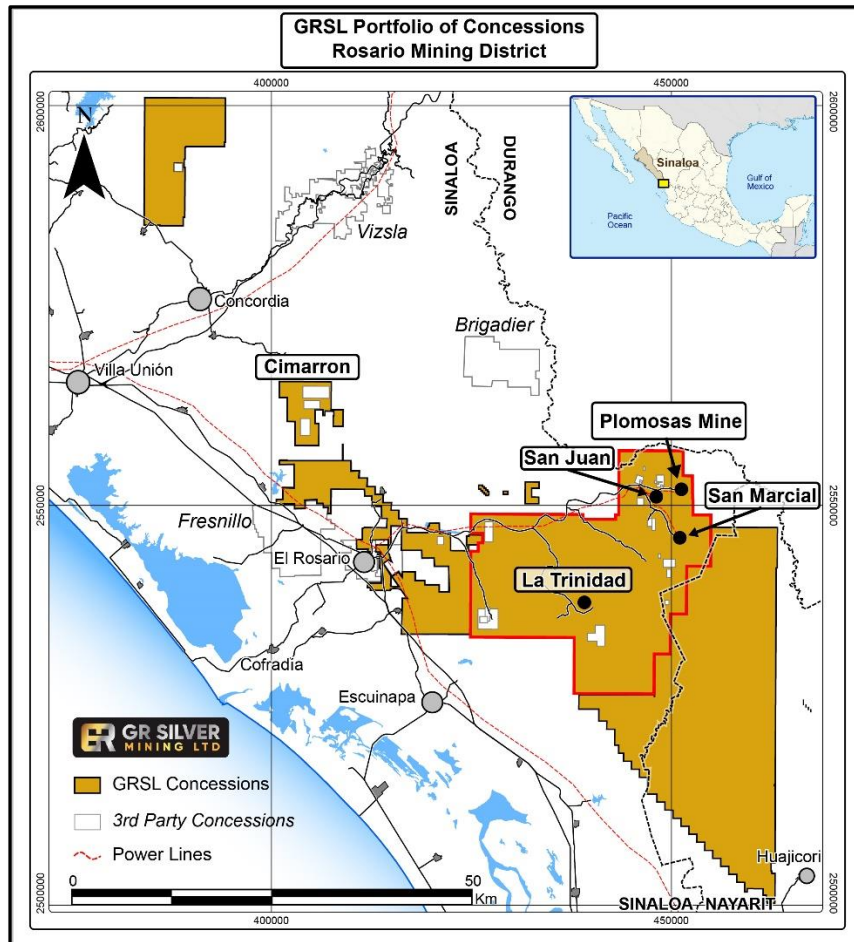 GRSL Portfolio of Concessions
Rosario Mining District
400000
450000
2600000
2600000
N
SINALOA
DURANGO
Sinaloa
Gulf of
Mexico
Pacific
Ocean
Vizsla
Concordia
Brigadier
Villa Unión
Cimarron
Plomosas Mine
San Juan
San Marcial
2550000
2550000
Fresnillo
El Rosario
La Trinidad
Cofradia
Escuinapa
GR
GR SILVER
MINING LTD
GRSL Concessions
3rd Party Concessions
Power Lines
Huajicori
0
50
Km
SINALOA
NAYARIT
2500000
2500000
400000
450000